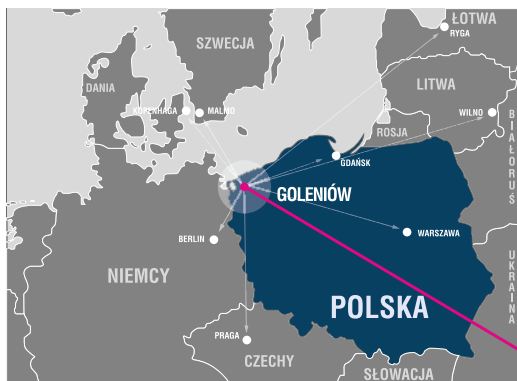 ŁOTWA
RYGA
SZWECJA
DANIA
LITWA
KOPENHAGA
MALMO
WILNO
ROSJA
BIAŁORUŚ
GDAŃSK
GOLENIÓW
WARSZAWA
BERLIN
NIEMCY
POLSKA
UKRAINA
PRAGA
CZECHY
SŁOWACJA